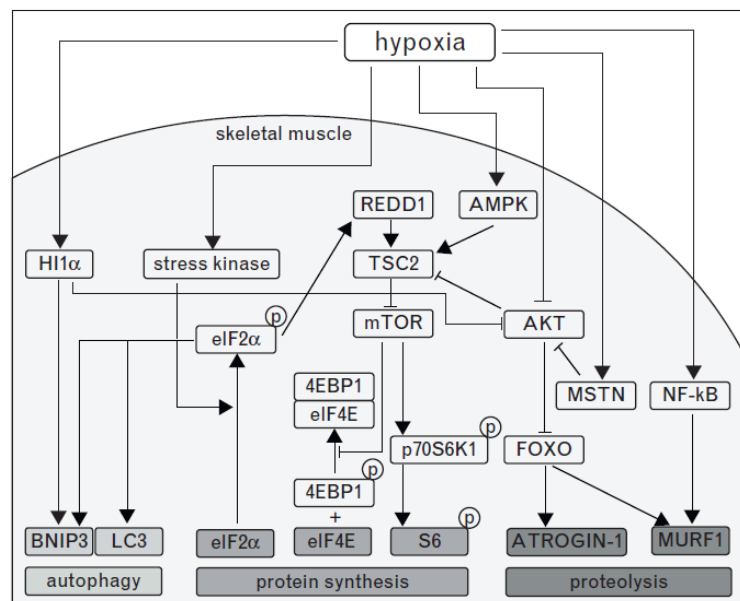 hypoxia
skeletal muscle
REDD1
AMPK
HI1α
stress kinase
TSC2
p
eIF2α
mTOR
AKT
4EBP1
eIF4E
MSTN
NF-kB
p
p70S6K1
FOXO
p
4EBP1
+
p
BNIP3
LC3
eIF2α
eIF4E
S6
ATROGIN-1
MURF1
autophagy
protein synthesis
proteolysis